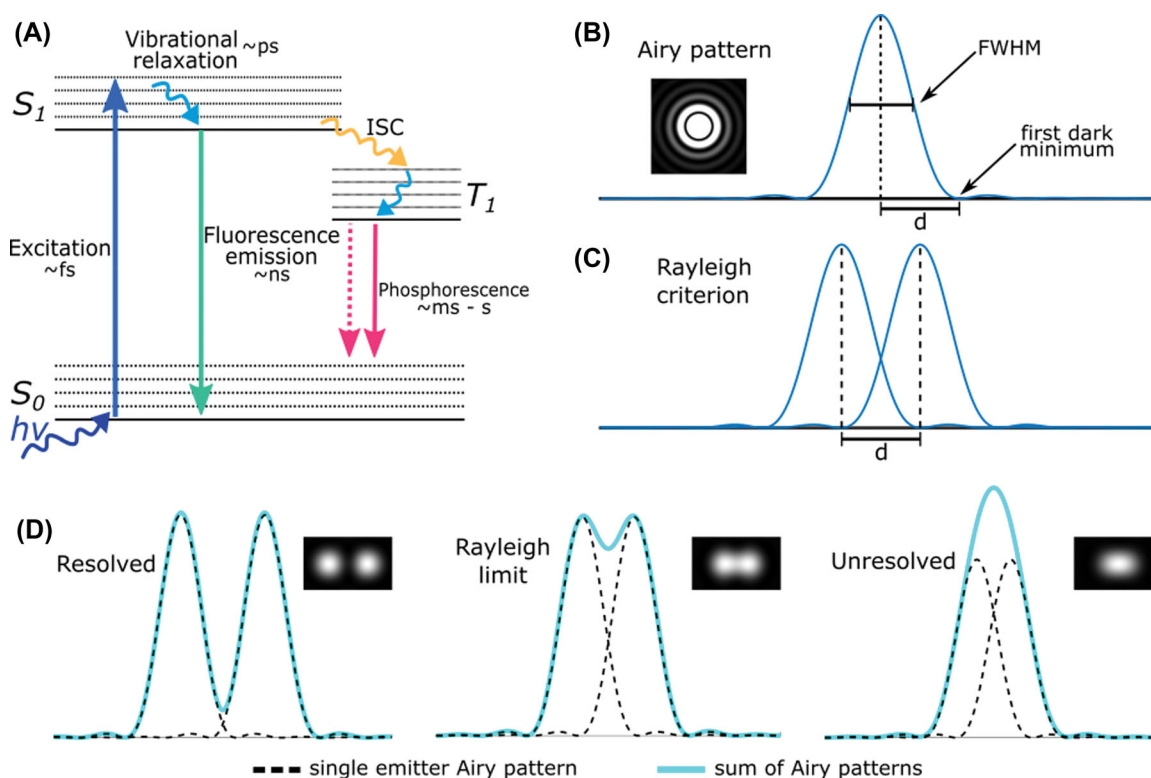 (A)
Vibrational
relaxation ~ps
S1
ISC
T1
Excitation
~fs
Fluorescence
emission
~ns
Phosphorescence
~ms - s
S0
hv
(B)
Airy pattern
FWHM
first dark
minimum
d
(C)
Rayleigh
criterion
d
(D)
Resolved
Rayleigh
limit
Unresolved
single emitter Airy pattern
sum of Airy patterns